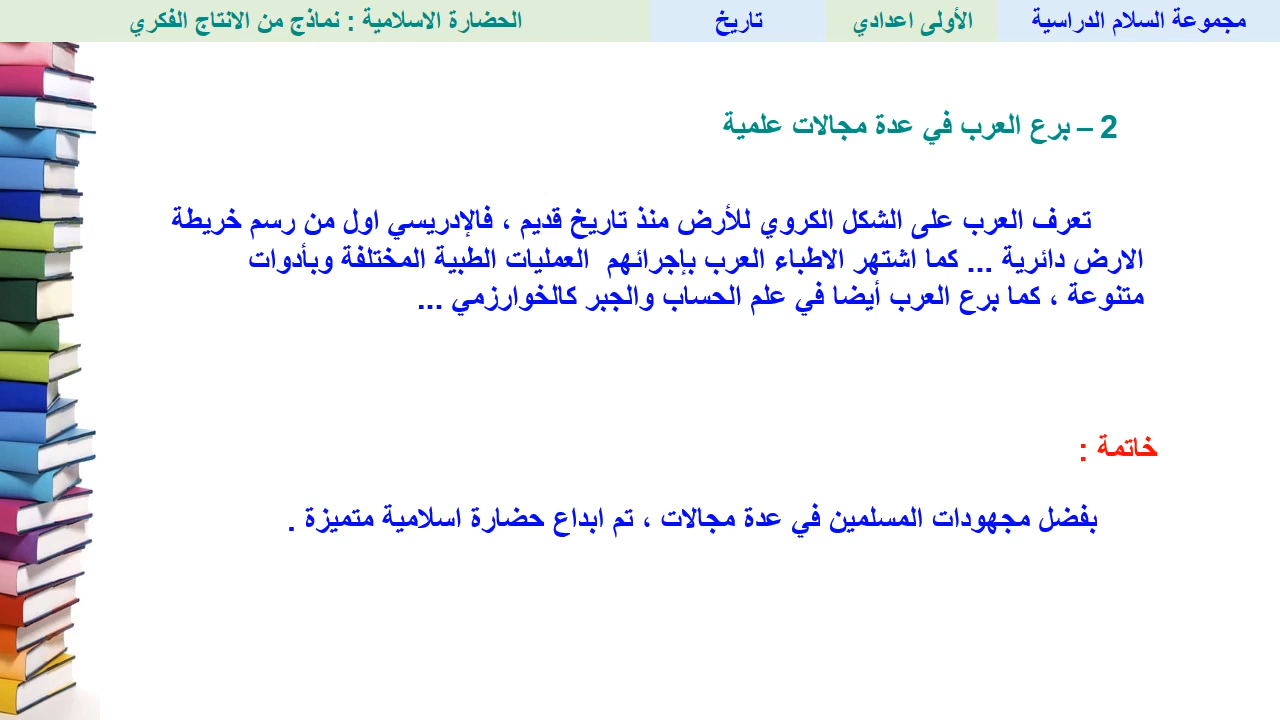 مجموعة السلام الدراسية
الأولى اعدادي
تاريخ
الحضارة الاسلامية : نماذج من الانتاج الفكري
2 – برع العرب في عدة مجالات علمية
تعرف العرب على الشكل الكروي للأرض منذ تاريخ قديم ، فالإدريسي اول من رسم خريطة
الارض دائرية ... كما اشتهر الاطباء العرب بإجرائهم العمليات الطبية المختلفة وبأدوات
متنوعة ، كما برع العرب أيضا في علم الحساب والجبر كالخوارزمي ...
خاتمة :
بفضل مجهودات المسلمين في عدة مجالات ، تم ابداع حضارة اسلامية متميزة .